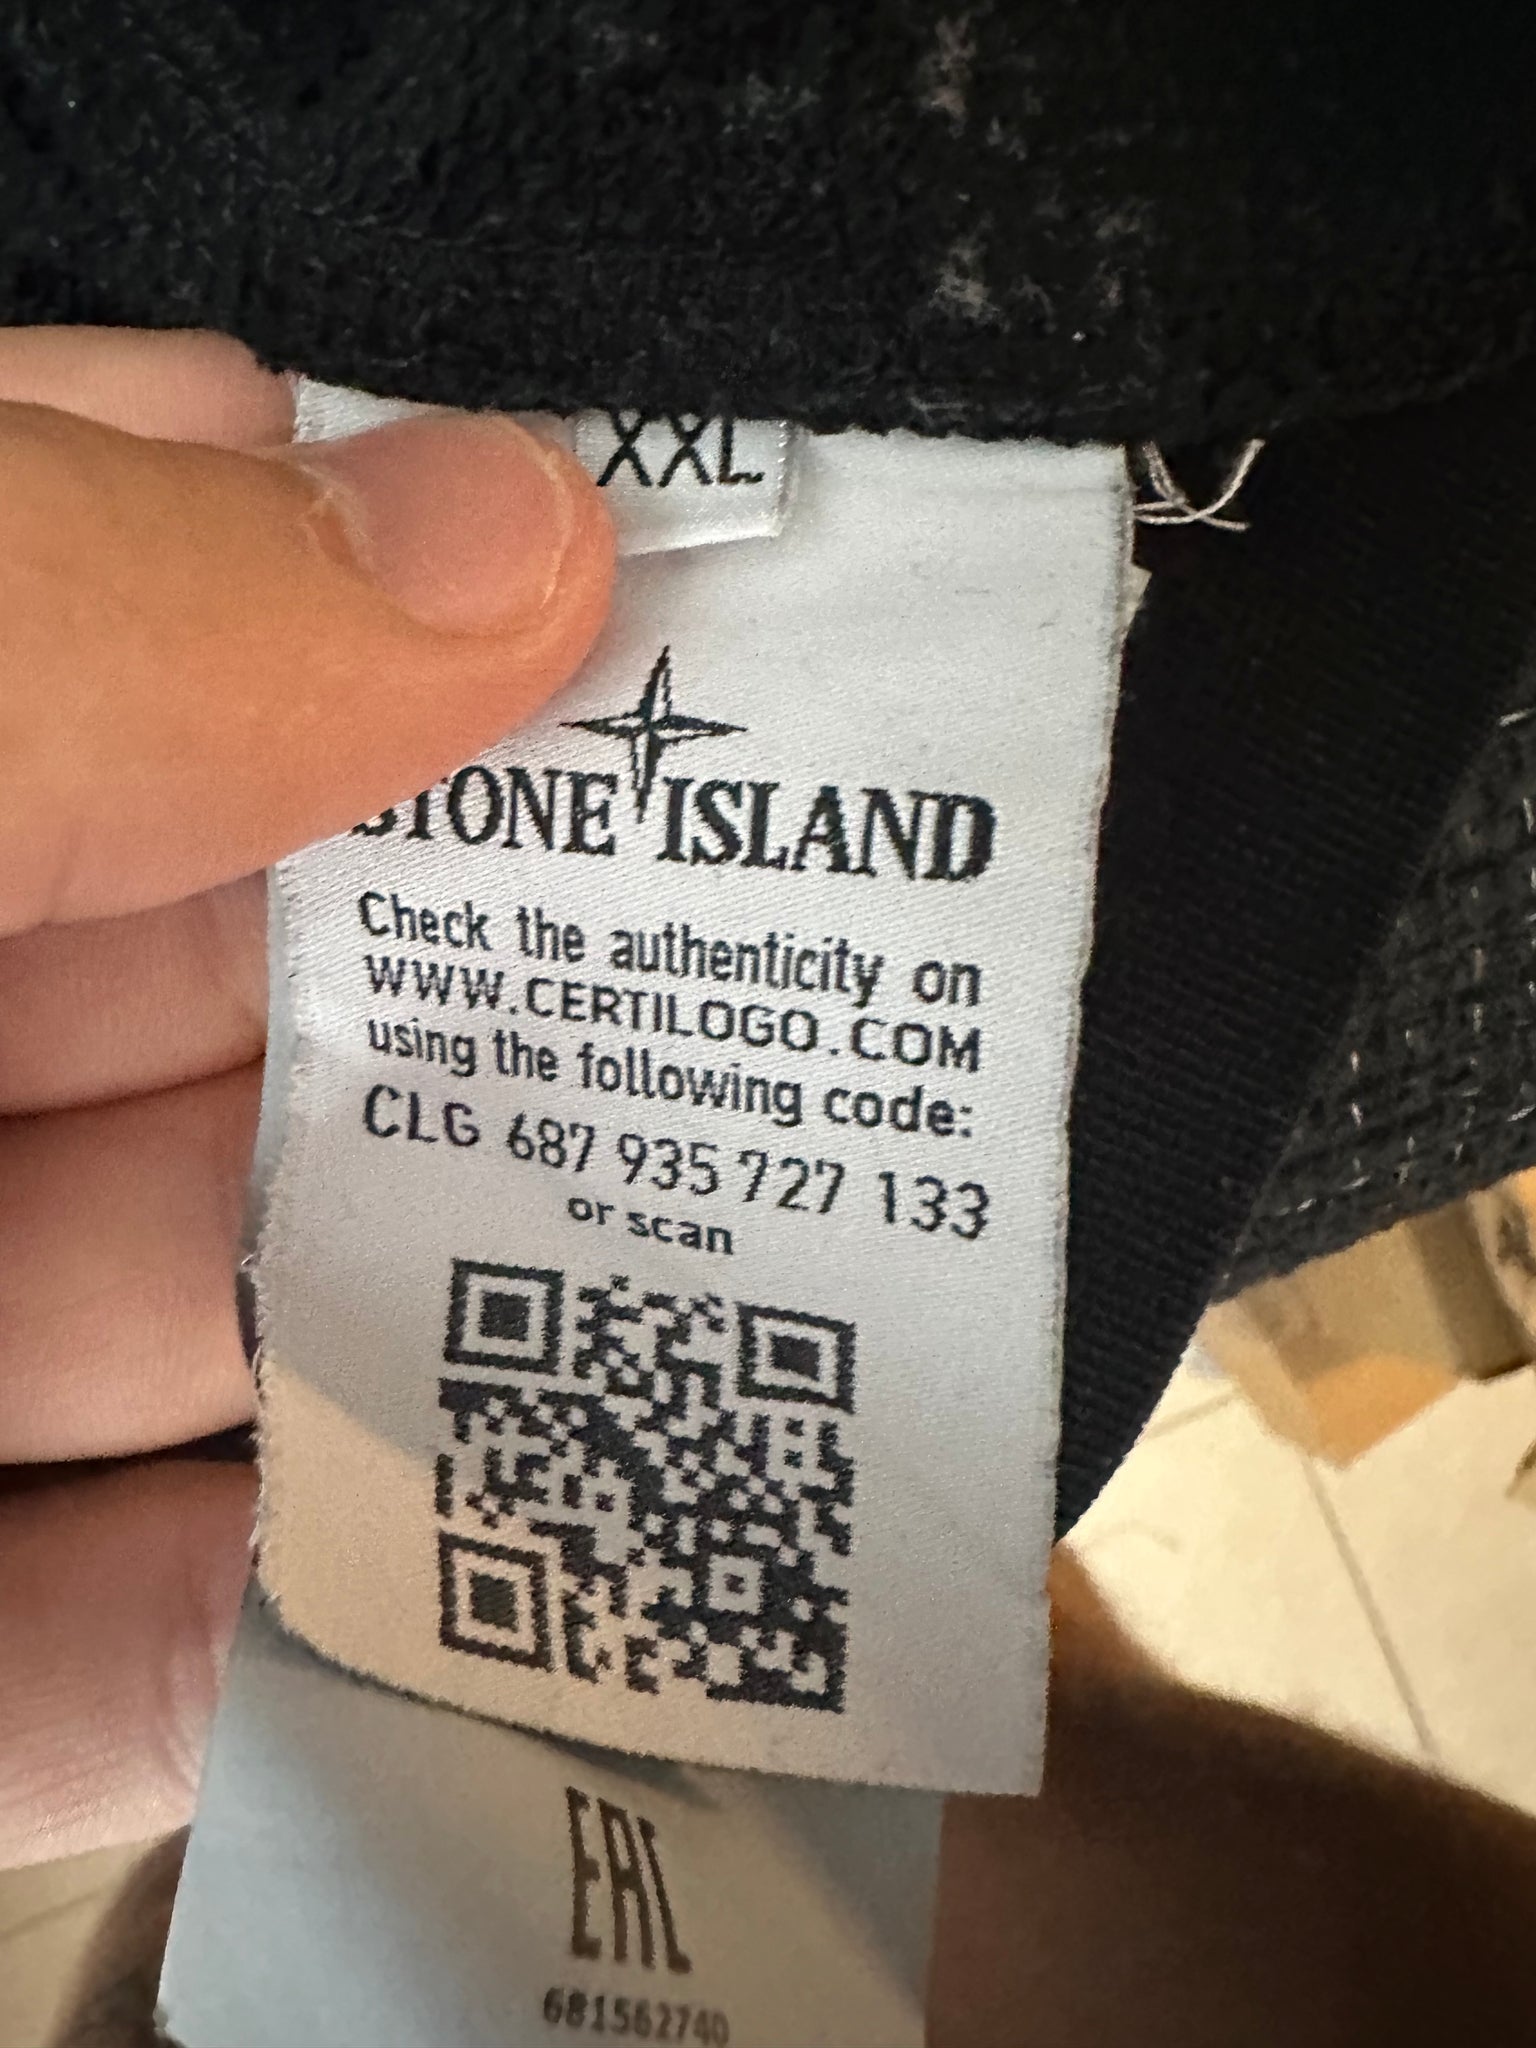 XXL
STONE ISLAND
Check the authenticity on
WWW.CERTILOGO.COM
using the following code:
CLG 687 935 727 133
or scan
EAC
681562740